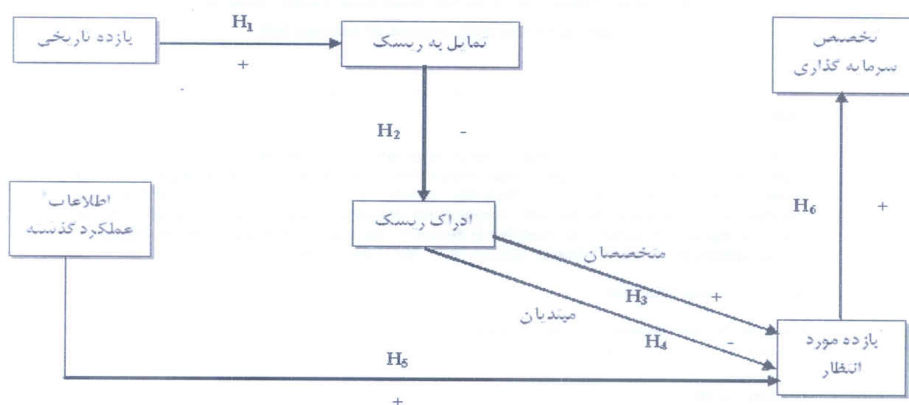 H1
بازده تاریخی
تمایل به ریسک
تخصیص
سرمایه گذاری
+
H2
-
اطلاعات
عملکرد گذشته
ادراک ریسک
H6
+
متخصصان
H3
+
مبتدیان
H4
-
بازده مورد
انتظار
H5
+